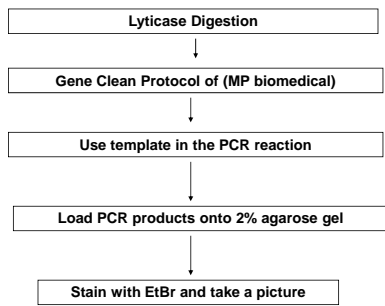 Lyticase Digestion
Gene Clean Protocol of (MP biomedical)
Use template in the PCR reaction
Load PCR products onto 2% agarose gel
Stain with EtBr and take a picture